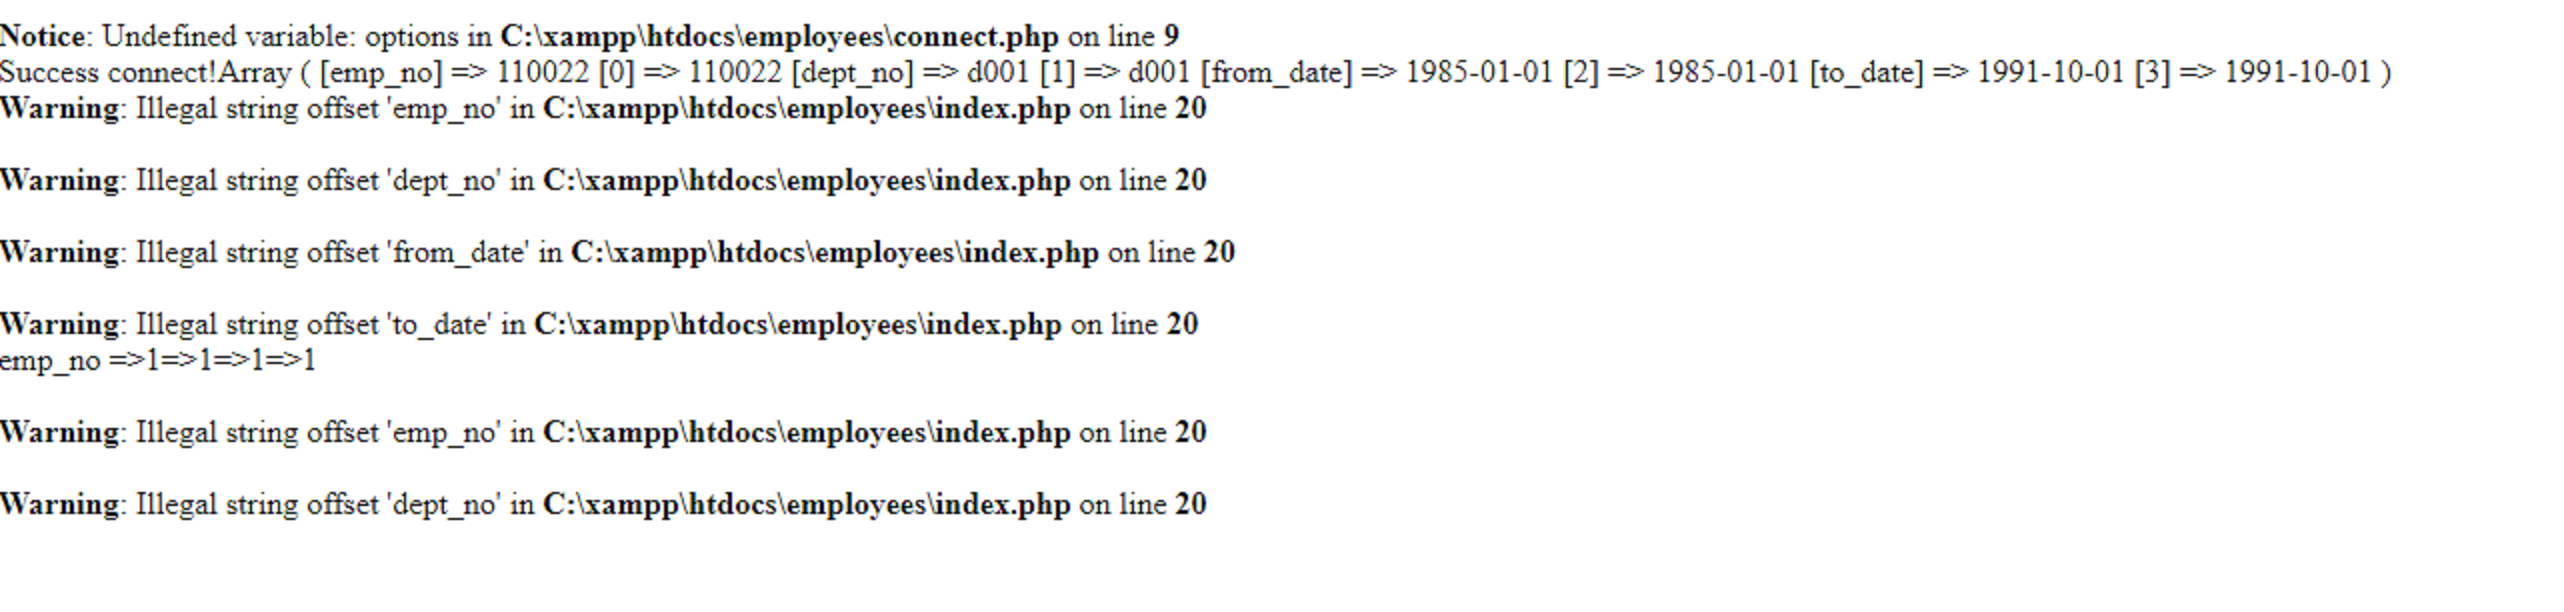 Notice: Undefined variable: options in C:\xampp\htdocs\employees\connect.php on line 9
Success connect!Array ( [emp_no] => 110022 [0] => 110022 [dept_no] => d001 [1] => d001 [from_date] => 1985-01-01 [2] => 1985-01-01 [to_date] => 1991-10-01 [3] => 1991-10-01 )
Warning: Illegal string offset 'emp_no' in C:\xampp\htdocs\employees\index.php on line 20
Warning: Illegal string offset 'dept_no' in C:\xampp\htdocs\employees\index.php on line 20
Warning: Illegal string offset 'from_date' in C:\xampp\htdocs\employees\index.php on line 20
Warning: Illegal string offset 'to_date' in C:\xampp\htdocs\employees\index.php on line 20
emp_no =>1=>1=>1=>1
Warning: Illegal string offset 'emp_no' in C:\xampp\htdocs\employees\index.php on line 20
Warning: Illegal string offset 'dept_no' in C:\xampp\htdocs\employees\index.php on line 20